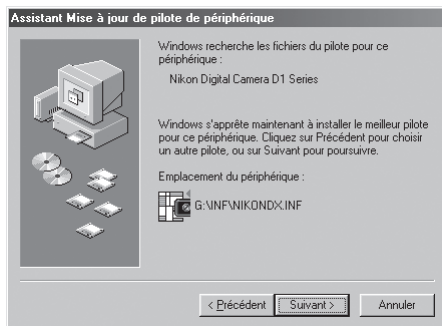 Assistant Mise à jour de pilote de périphérique
Windows recherche les fichiers du pilote pour ce
périphérique :
Nikon Digital Camera D1 Series
Windows s'apprête maintenant à installer le meilleur pilote
pour ce périphérique. Cliquez sur Précédent pour choisir
un autre pilote, ou sur Suivant pour poursuivre.
Emplacement du périphérique :
G:\INF\NIKONDX.INF
< Précédent Suivant > Annuler